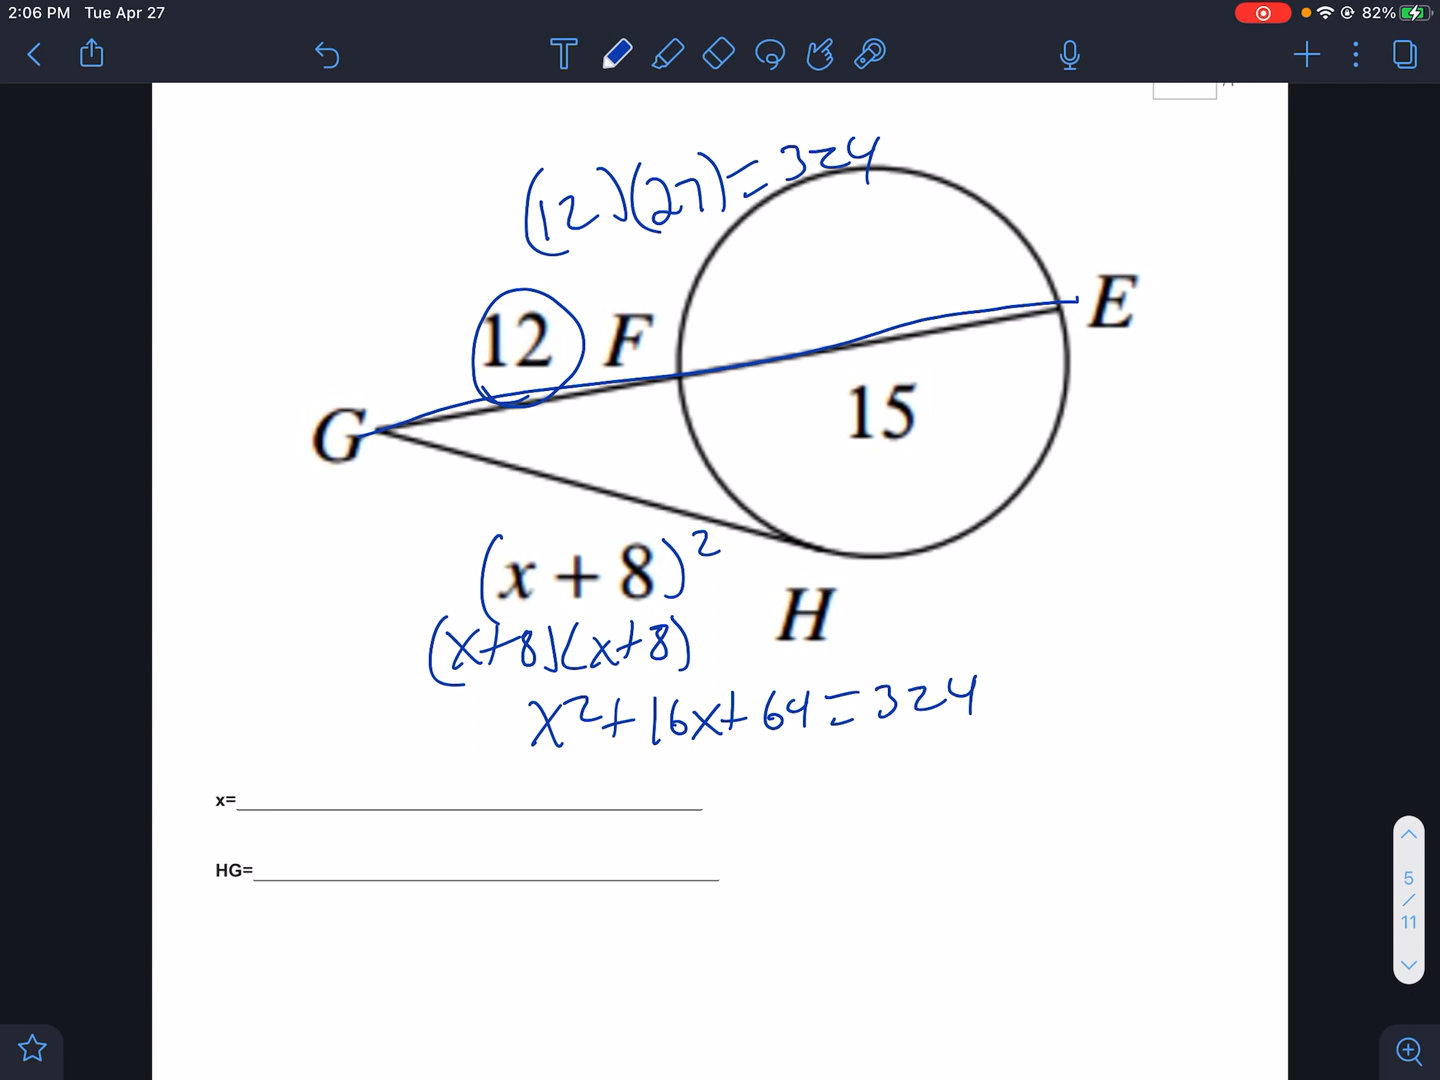 2:06 PM Tue Apr 27
82%
T
(12)(27)=324
12 F
E
G
15
(x + 8)²
H
(x+8)(x+8)
x²+16x+64=324
x=
HG=
5
/
11